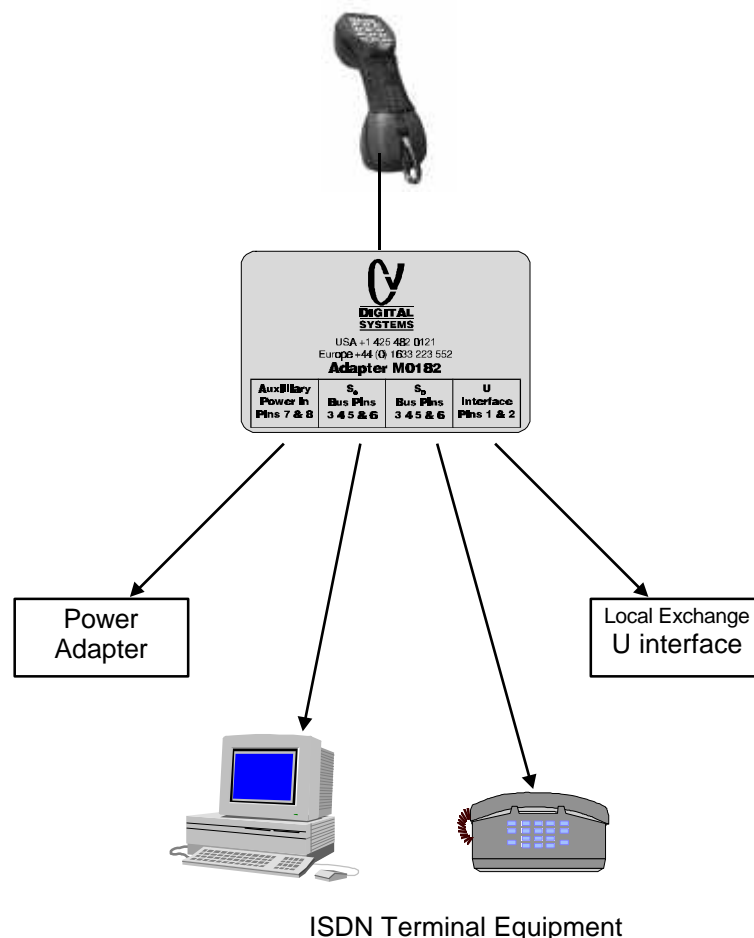 DIGITAL
SYSTEMS
USA +1 425 482 0121
Europe +44 (0) 1633 223 552
Adapter M0182
Auxilliary
Power In
Pins 7 & 8
S
Bus Pins
3 4 5 & 6
S
Bus Pins
3 4 5 & 6
U
Interface
Pins 1 & 2
Power
Adapter
Local Exchange
U interface
ISDN Terminal Equipment